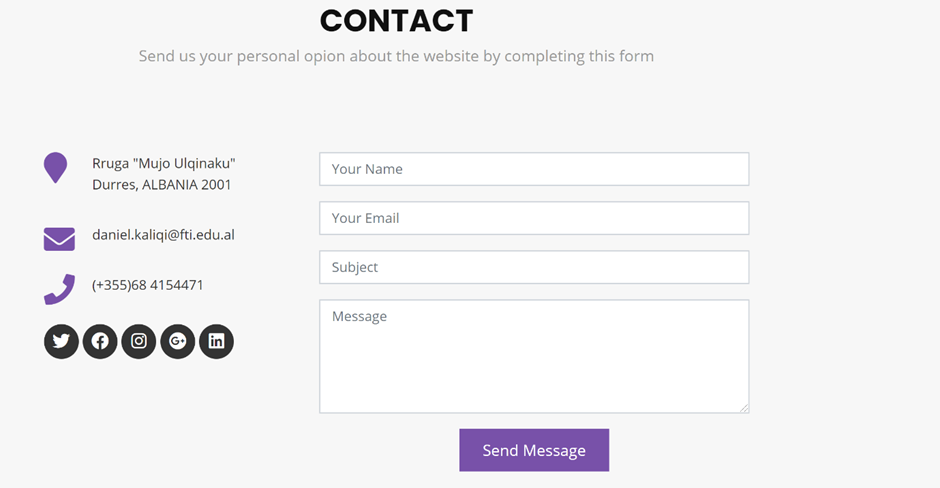 CONTACT
Send us your personal opion about the website by completing this form
Rruga "Mujo Ulqinaku"
Durres, ALBANIA 2001
daniel.kaliqi@fti.edu.al
(+355)68 4154471
Your Name
Your Email
Subject
Message
Send Message